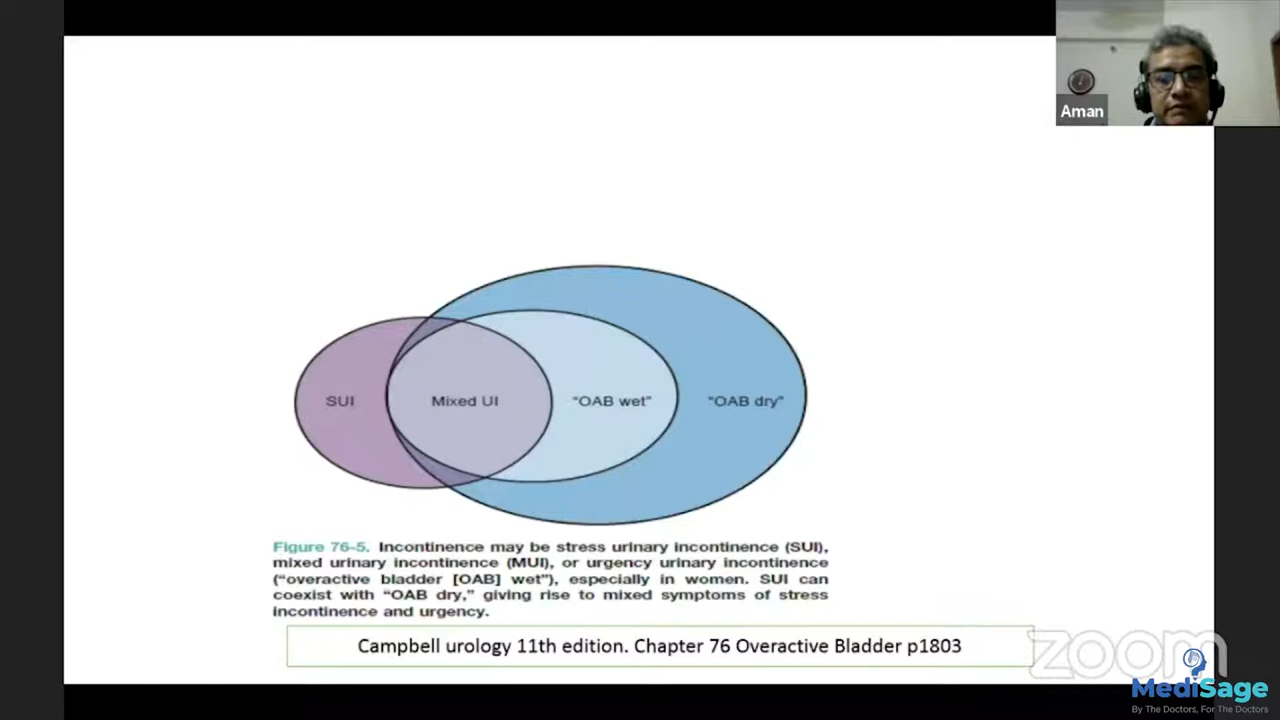 Aman
SUI
Mixed UI
“OAB wet”
“OAB dry”
Figure 76-5. Incontinence may be stress urinary incontinence (SUI),
mixed urinary incontinence (MUI), or urgency urinary incontinence
(“overactive bladder [OAB] wet”), especially in women. SUI can
coexist with “OAB dry,” giving rise to mixed symptoms of stress
incontinence and urgency.
Campbell urology 11th edition. Chapter 76 Overactive Bladder p1803
zoom
MediSage
By The Doctors, For The Doctors